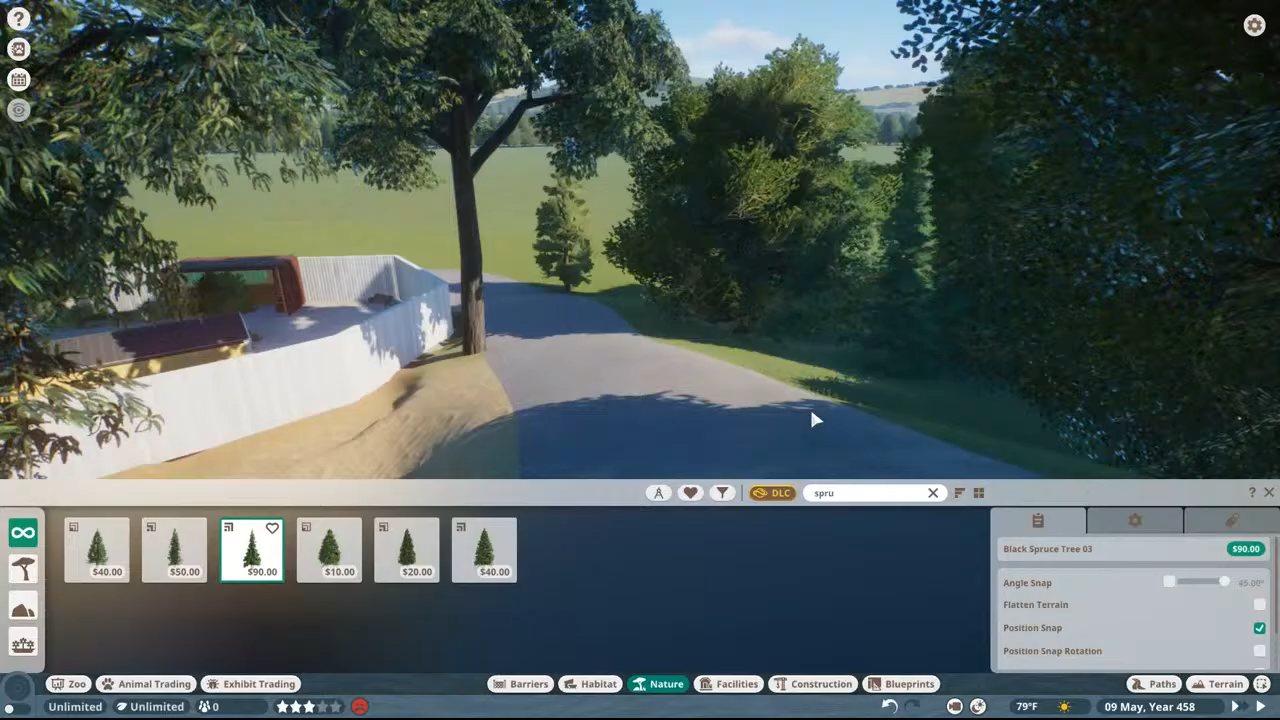 ?
DLC
spru
?
$40.00
$50.00
$90.00
$10.00
$20.00
$40.00
Black Spruce Tree 03
$90.00
Angle Snap
45.00°
Flatten Terrain
Position Snap
Position Snap Rotation
Zoo
Animal Trading
Exhibit Trading
Barriers
Habitat
Nature
Facilities
Construction
Blueprints
Paths
Terrain
Unlimited
Unlimited
0
79°F
09 May, Year 458